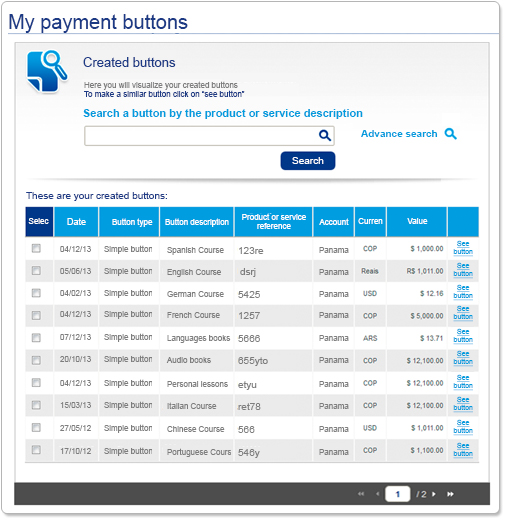 My payment buttons
Created buttons
Here you will visualize your created buttons
To make a similar button click on "see button"
Search a button by the product or service description
Advance search
Search
These are your created buttons:
Selec Date Button type Button description Product or service reference Account Curren Value
04/12/13 Simple button Spanish Course 123re Panama COP $ 1,000.00 See button
05/06/13 Simple button English Course dsrj Panama Reais R$ 1,011.00 See button
04/02/13 Simple button German Course 5425 Panama USD $ 12.16 See button
04/12/13 Simple button French Course 1257 Panama COP $ 5,000.00 See button
07/12/13 Simple button Languages books 5666 Panama ARS $ 13.71 See button
20/10/13 Simple button Audio books 655yto Panama COP $ 12,100.00 See button
04/12/13 Simple button Personal lessons etyu Panama COP $ 12,100.00 See button
15/03/13 Simple button Italian Course ret78 Panama COP $ 12,100.00 See button
27/05/12 Simple button Chinese Course 566 Panama USD $ 1,011.00 See button
17/10/12 Simple button Portuguese Cours 546y Panama COP $ 1,100.00 See button
1 / 2